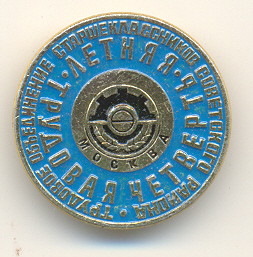 ТРУДОВОЕ ОБЪЕДИНЕНИЕ СТАРШЕКЛАССНИКОВ СОВЕТСКОГО РАЙОНА
ЛЕТНЯЯ ТРУДОВАЯ ЧЕТВЕРТЬ
МОСКВА